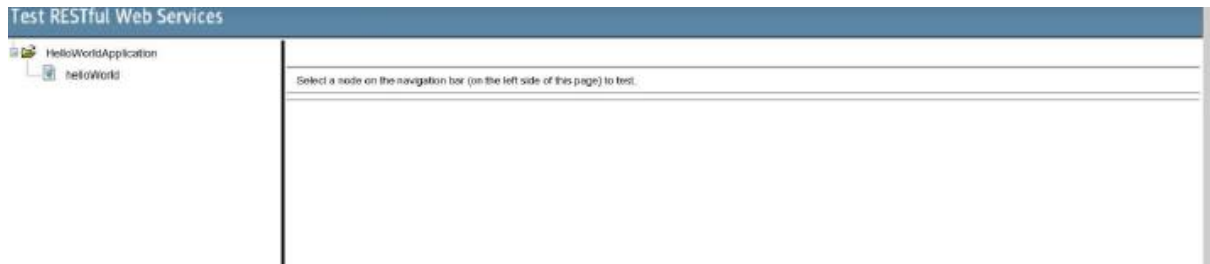 Test RESTful Web Services
HelloWorldApplication
helloWorld
Select a node on the navigation bar (on the left side of this page) to test.